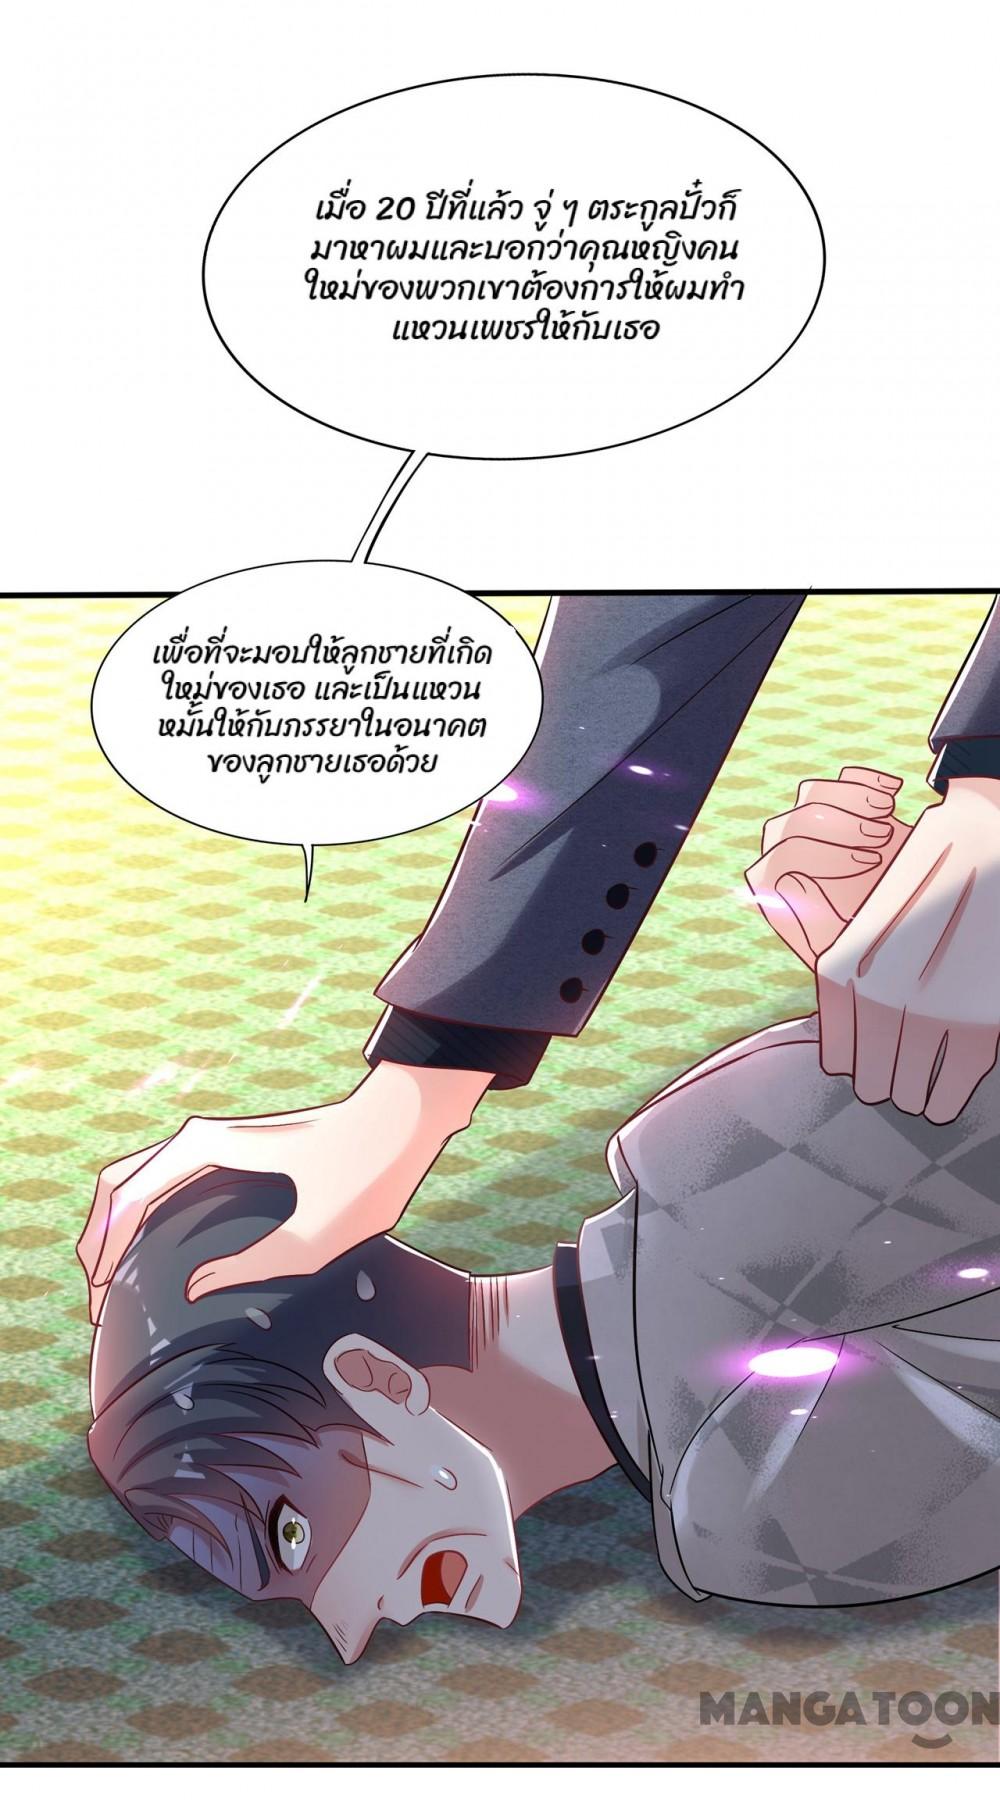 เมื่อ 20 ปีที่แล้ว จู่ ๆ ตระกูลปั๋วก็
มาหาผมและบอกว่าคุณหญิงคน
ใหม่ของพวกเขาต้องการให้ผมทำ
แหวนเพชรให้กับเธอ
เพื่อที่จะมอบให้ลูกชายที่เกิด
ใหม่ของเธอ และเป็นแหวน
หมั้นให้กับภรรยาในอนาคต
ของลูกชายเธอด้วย
MANGATOON